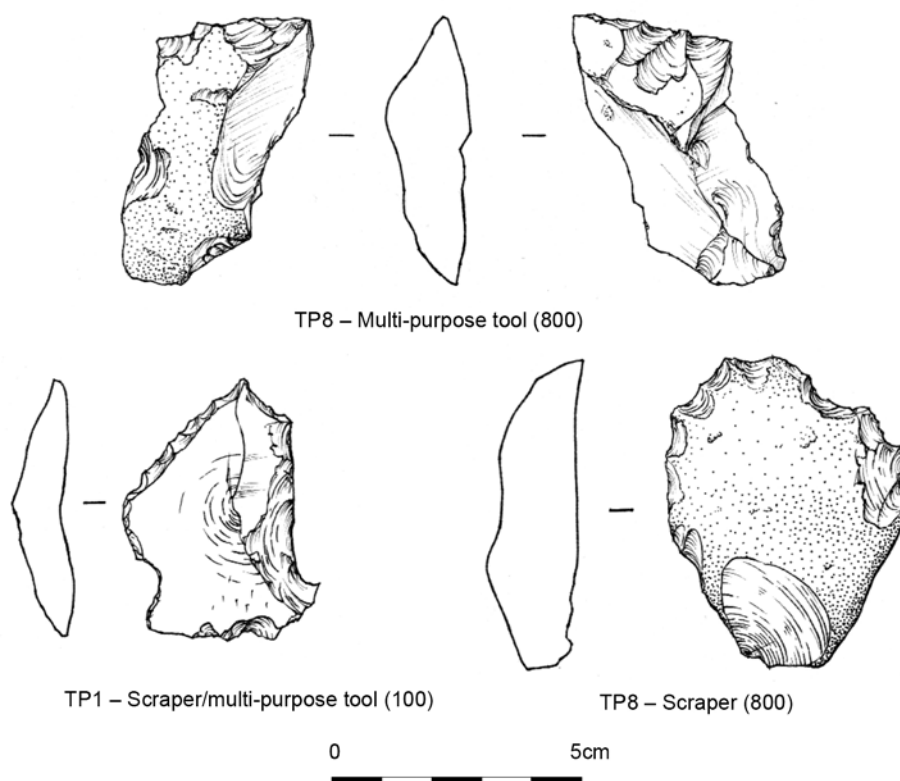 TP8 – Multi-purpose tool (800)
TP1 – Scraper/multi-purpose tool (100)
TP8 – Scraper (800)
0 5cm